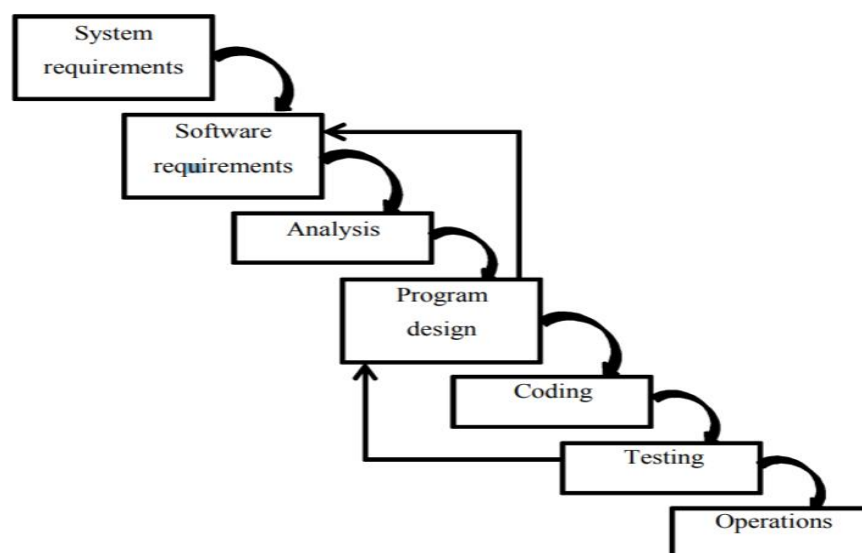 System
requirements
Software
requirements
Analysis
Program
design
Coding
Testing
Operations